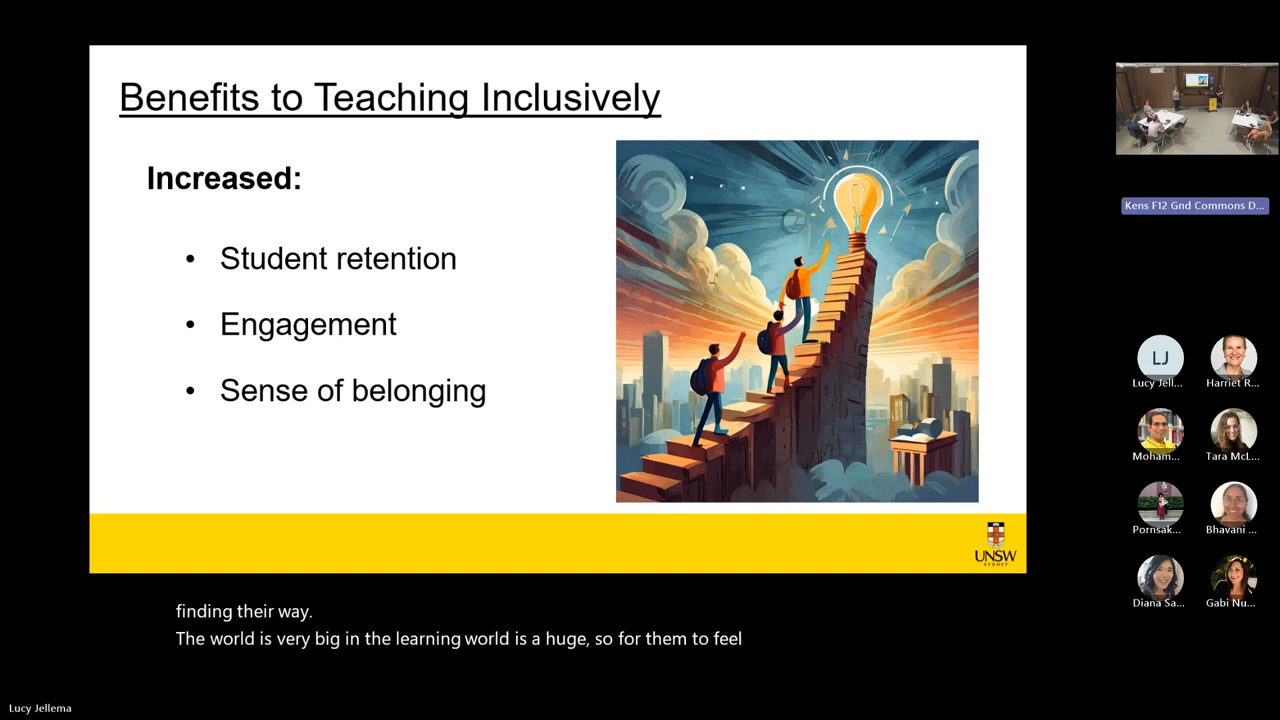 Benefits to Teaching Inclusively
Increased:
• Student retention
• Engagement
• Sense of belonging
UNSW
SYDNEY
finding their way.
The world is very big in the learning world is a huge, so for them to feel
Lucy Jellema
Kens F12 Gnd Commons D...
Lucy Jell...
Harriet R...
Moham...
Tara McL...
Pornsak...
Bhavani ...
Diana Sa...
Gabi Nu...